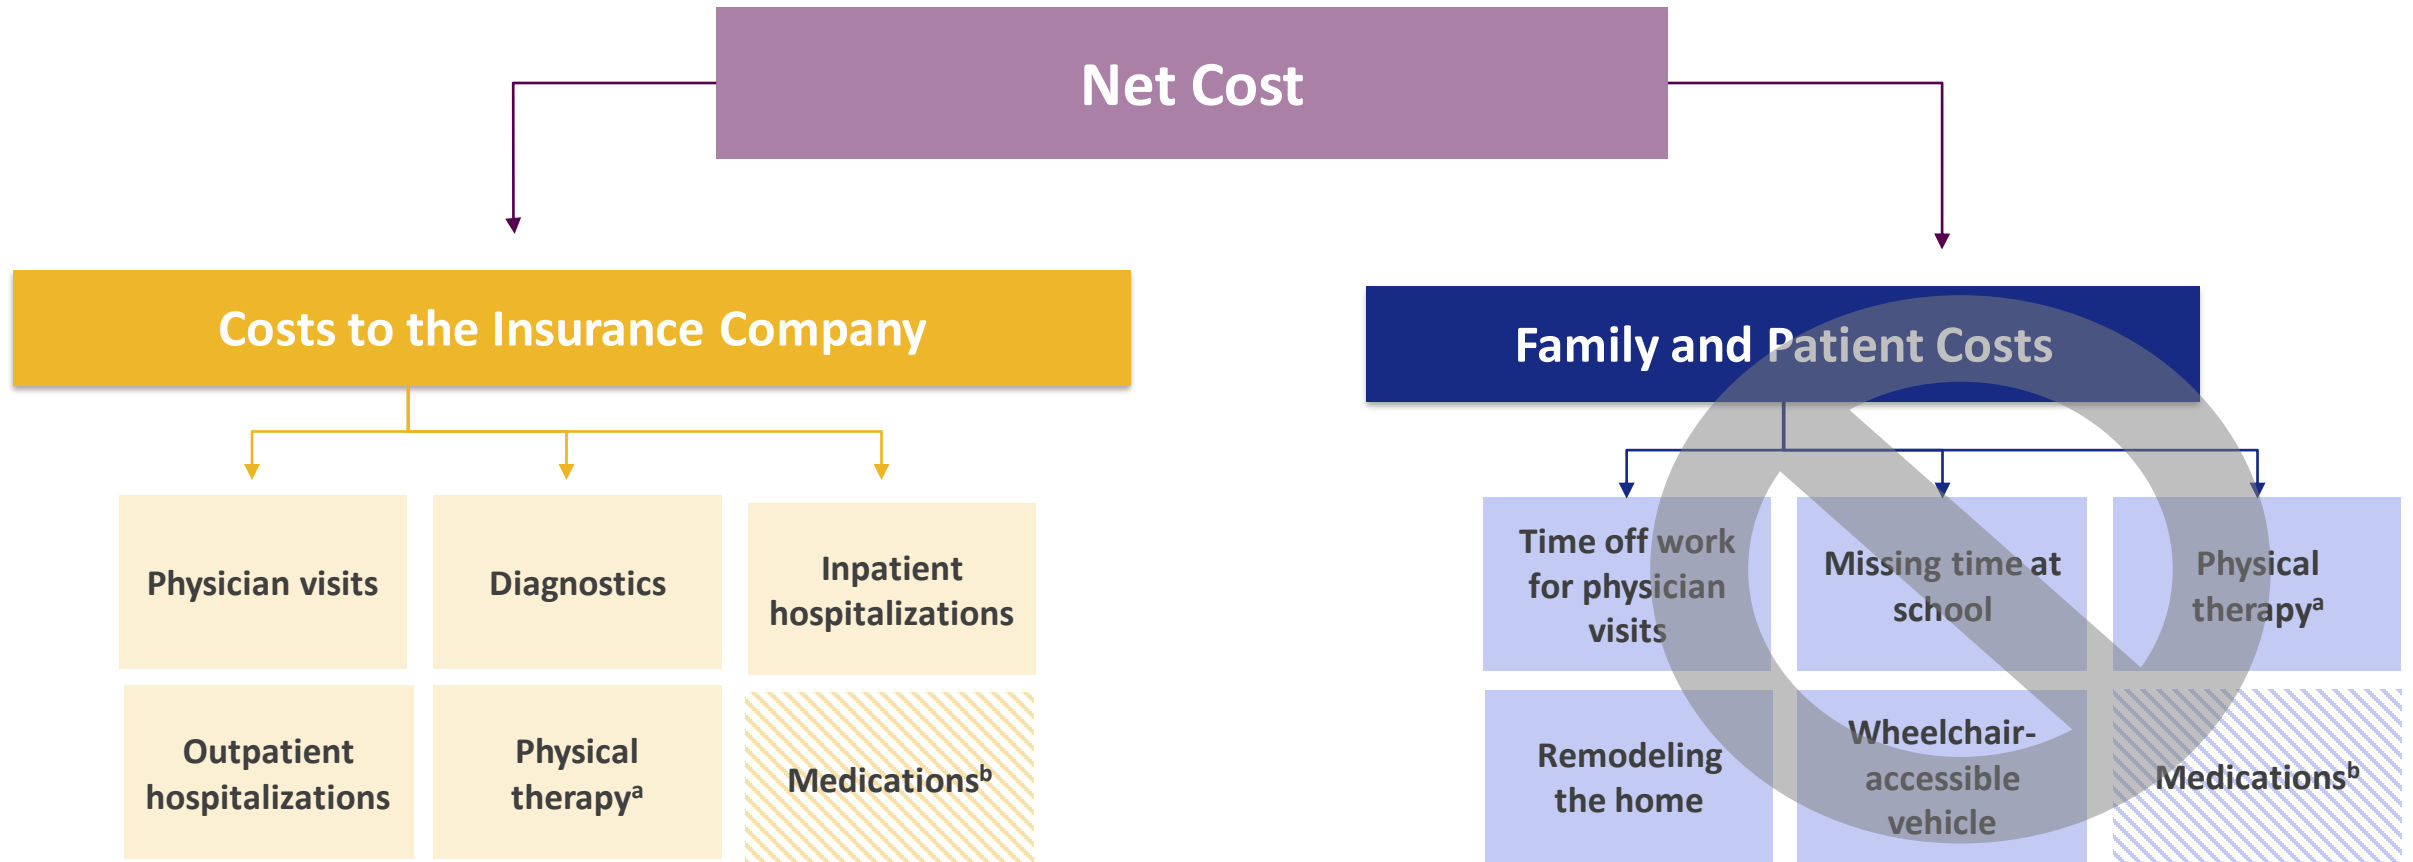 Net Cost
Costs to the Insurance Company
Physician visits
Diagnostics
Inpatient
hospitalizations
Outpatient
hospitalizations
Physical
therapyᵃ
Medicationsᵇ
Family and Patient Costs
Time off work
for physician
visits
Missing time at
school
Physical
therapyᵃ
Remodeling
the home
Wheelchair-
accessible
vehicle
Medicationsᵇ